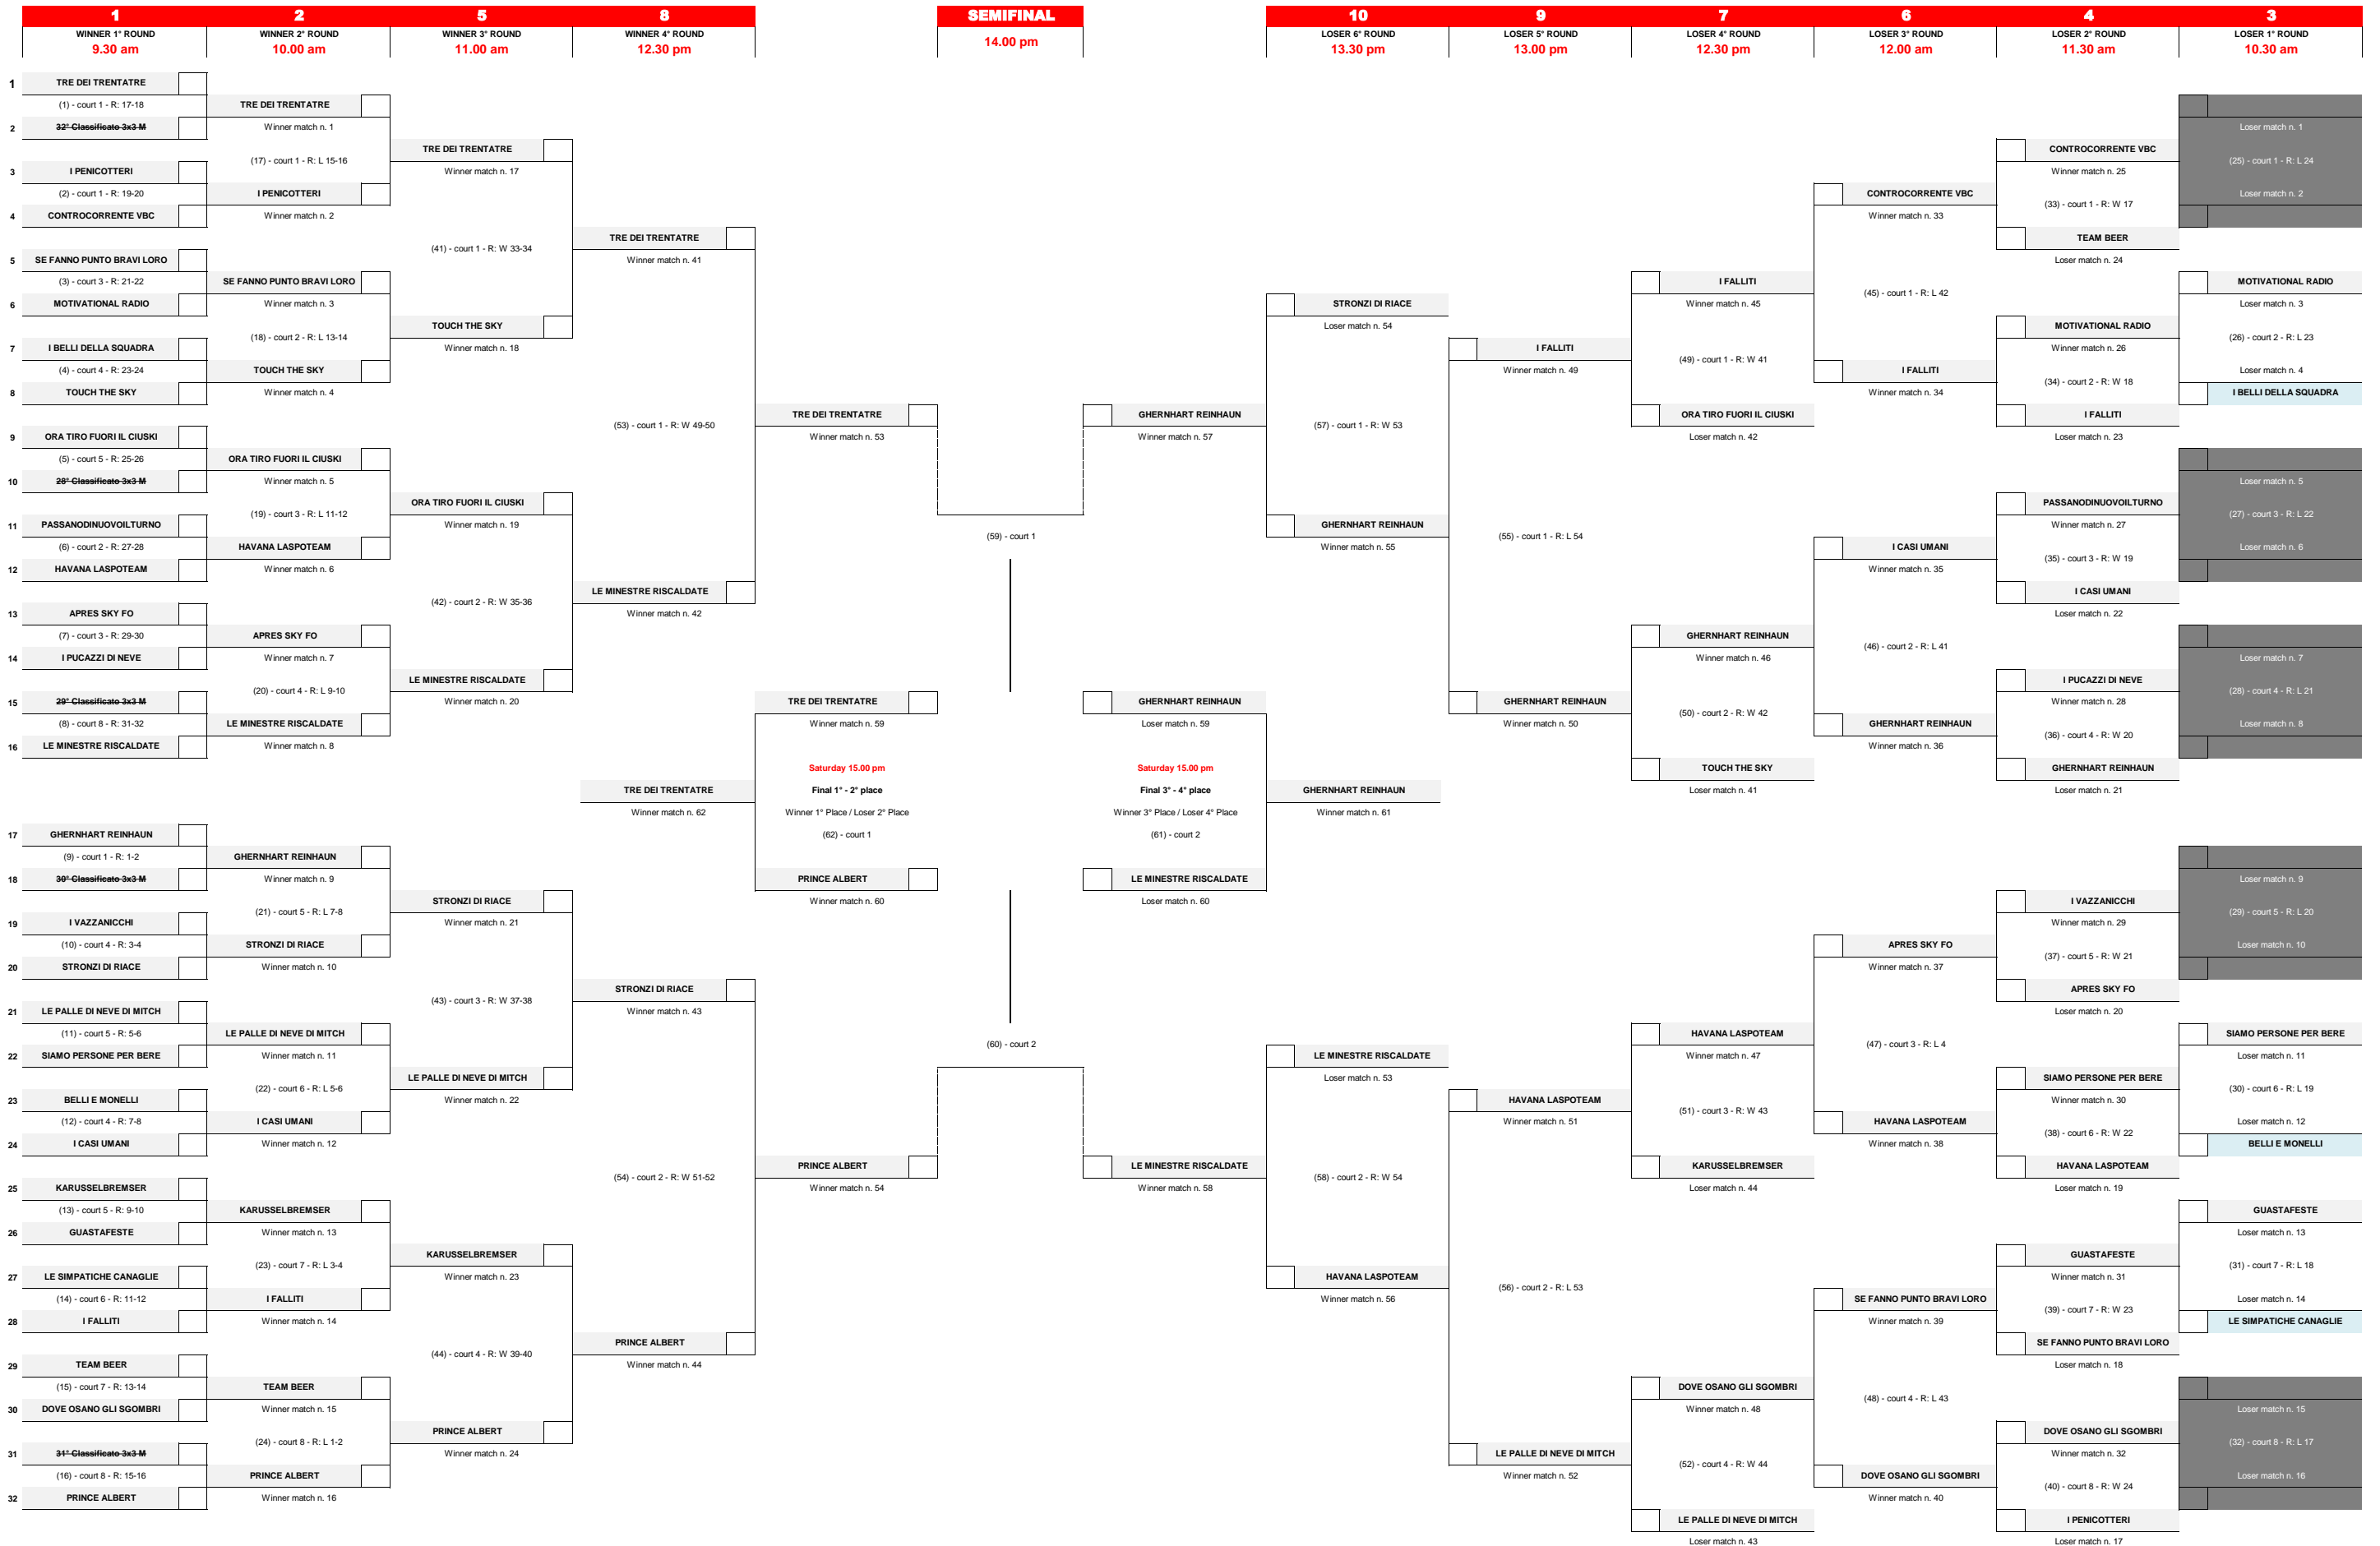 1
WINNER 1° ROUND
9.30 am
2
WINNER 2° ROUND
10.00 am
5
WINNER 3° ROUND
11.00 am
8
WINNER 4° ROUND
12.30 pm
SEMIFINAL
14.00 pm
10
LOSER 6° ROUND
13.30 pm
9
LOSER 5° ROUND
13.00 pm
7
LOSER 4° ROUND
12.30 pm
6
LOSER 3° ROUND
12.00 am
4
LOSER 2° ROUND
11.30 am
3
LOSER 1° ROUND
10.30 am
1 TRE DEI TRENTATRE
(1) - court 1 - R: 17-18
2 32° Classificato 3x3 M
3 I PENICOTTERI
(2) - court 1 - R: 19-20
4 CONTROCORRENTE VBC
5 SE FANNO PUNTO BRAVI LORO
(3) - court 3 - R: 21-22
6 MOTIVATIONAL RADIO
7 I BELLI DELLA SQUADRA
(4) - court 4 - R: 23-24
8 TOUCH THE SKY
9 ORA TIRO FUORI IL CIUSKI
(5) - court 5 - R: 25-26
10 28° Classificato 3x3 M
11 PASSANODINUOVOILTURNO
(6) - court 2 - R: 27-28
12 HAVANA LASPOTEAM
13 APRES SKY FO
(7) - court 3 - R: 29-30
14 I PUCAZZI DI NEVE
15 29° Classificato 3x3 M
(8) - court 8 - R: 31-32
16 LE MINESTRE RISCALDATE
17 GHERNHART REINHAUN
(9) - court 1 - R: 1-2
18 30° Classificato 3x3 M
19 I VAZZANICCHI
(10) - court 4 - R: 3-4
20 STRONZI DI RIACE
21 LE PALLE DI NEVE DI MITCH
(11) - court 5 - R: 5-6
22 SIAMO PERSONE PER BERE
23 BELLI E MONELLI
(12) - court 4 - R: 7-8
24 I CASI UMANI
25 KARUSSELBREMSER
(13) - court 5 - R: 9-10
26 GUASTAFESTE
27 LE SIMPATICHE CANAGLIE
(14) - court 6 - R: 11-12
28 I FALLITI
29 TEAM BEER
(15) - court 7 - R: 13-14
30 DOVE OSANO GLI SGOMBRI
31 31° Classificato 3x3 M
(16) - court 8 - R: 15-16
32 PRINCE ALBERT
TRE DEI TRENTATRE
Winner match n. 1
(17) - court 1 - R: L 15-16
I PENICOTTERI
Winner match n. 2
SE FANNO PUNTO BRAVI LORO
Winner match n. 3
(18) - court 2 - R: L 13-14
TOUCH THE SKY
Winner match n. 4
ORA TIRO FUORI IL CIUSKI
Winner match n. 5
(19) - court 3 - R: L 11-12
HAVANA LASPOTEAM
Winner match n. 6
APRES SKY FO
Winner match n. 7
(20) - court 4 - R: L 9-10
LE MINESTRE RISCALDATE
Winner match n. 8
GHERNHART REINHAUN
Winner match n. 9
(21) - court 5 - R: L 7-8
STRONZI DI RIACE
Winner match n. 10
LE PALLE DI NEVE DI MITCH
Winner match n. 11
(22) - court 6 - R: L 5-6
I CASI UMANI
Winner match n. 12
KARUSSELBREMSER
Winner match n. 13
(23) - court 7 - R: L 3-4
I FALLITI
Winner match n. 14
TEAM BEER
Winner match n. 15
(24) - court 8 - R: L 1-2
PRINCE ALBERT
Winner match n. 16
TRE DEI TRENTATRE
Winner match n. 17
(41) - court 1 - R: W 33-34
TOUCH THE SKY
Winner match n. 18
ORA TIRO FUORI IL CIUSKI
Winner match n. 19
(42) - court 2 - R: W 35-36
LE MINESTRE RISCALDATE
Winner match n. 20
STRONZI DI RIACE
Winner match n. 21
(43) - court 3 - R: W 37-38
LE PALLE DI NEVE DI MITCH
Winner match n. 22
KARUSSELBREMSER
Winner match n. 23
(44) - court 4 - R: W 39-40
PRINCE ALBERT
Winner match n. 24
TRE DEI TRENTATRE
Winner match n. 41
(53) - court 1 - R: W 49-50
LE MINESTRE RISCALDATE
Winner match n. 42
TRE DEI TRENTATRE
Winner match n. 62
STRONZI DI RIACE
Winner match n. 43
(54) - court 2 - R: W 51-52
PRINCE ALBERT
Winner match n. 44
TRE DEI TRENTATRE
Winner match n. 53
TRE DEI TRENTATRE
Winner match n. 59
Saturday 15.00 pm
Final 1° - 2° place
Winner 1° Place / Loser 2° Place
(62) - court 1
PRINCE ALBERT
Winner match n. 60
PRINCE ALBERT
Winner match n. 54
(59) - court 1
(60) - court 2
GHERNHART REINHAUN
Winner match n. 57
GHERNHART REINHAUN
Loser match n. 59
Saturday 15.00 pm
Final 3° - 4° place
Winner 3° Place / Loser 4° Place
(61) - court 2
LE MINESTRE RISCALDATE
Loser match n. 60
LE MINESTRE RISCALDATE
Winner match n. 58
STRONZI DI RIACE
Loser match n. 54
(57) - court 1 - R: W 53
GHERNHART REINHAUN
Winner match n. 55
GHERNHART REINHAUN
Winner match n. 61
LE MINESTRE RISCALDATE
Loser match n. 53
(58) - court 2 - R: W 54
HAVANA LASPOTEAM
Winner match n. 56
I FALLITI
Winner match n. 49
(55) - court 1 - R: L 54
GHERNHART REINHAUN
Winner match n. 50
HAVANA LASPOTEAM
Winner match n. 51
(56) - court 2 - R: L 53
LE PALLE DI NEVE DI MITCH
Winner match n. 52
I FALLITI
Winner match n. 45
(49) - court 1 - R: W 41
ORA TIRO FUORI IL CIUSKI
Loser match n. 42
GHERNHART REINHAUN
Winner match n. 46
(50) - court 2 - R: W 42
TOUCH THE SKY
Loser match n. 41
HAVANA LASPOTEAM
Winner match n. 47
(51) - court 3 - R: W 43
KARUSSELBREMSER
Loser match n. 44
DOVE OSANO GLI SGOMBRI
Winner match n. 48
(52) - court 4 - R: W 44
LE PALLE DI NEVE DI MITCH
Loser match n. 43
CONTROCORRENTE VBC
Winner match n. 33
(45) - court 1 - R: L 42
I FALLITI
Winner match n. 34
I CASI UMANI
Winner match n. 35
(46) - court 2 - R: L 41
GHERNHART REINHAUN
Winner match n. 36
APRES SKY FO
Winner match n. 37
(47) - court 3 - R: L 4
HAVANA LASPOTEAM
Winner match n. 38
SE FANNO PUNTO BRAVI LORO
Winner match n. 39
(48) - court 4 - R: L 43
DOVE OSANO GLI SGOMBRI
Winner match n. 40
CONTROCORRENTE VBC
Winner match n. 25
(33) - court 1 - R: W 17
TEAM BEER
Loser match n. 24
MOTIVATIONAL RADIO
Winner match n. 26
(34) - court 2 - R: W 18
I FALLITI
Loser match n. 23
PASSANODINUOVOILTURNO
Winner match n. 27
(35) - court 3 - R: W 19
I CASI UMANI
Loser match n. 22
I PUCAZZI DI NEVE
Winner match n. 28
(36) - court 4 - R: W 20
GHERNHART REINHAUN
Loser match n. 21
I VAZZANICCHI
Winner match n. 29
(37) - court 5 - R: W 21
APRES SKY FO
Loser match n. 20
SIAMO PERSONE PER BERE
Winner match n. 30
(38) - court 6 - R: W 22
HAVANA LASPOTEAM
Loser match n. 19
GUASTAFESTE
Winner match n. 31
(39) - court 7 - R: W 23
SE FANNO PUNTO BRAVI LORO
Loser match n. 18
DOVE OSANO GLI SGOMBRI
Winner match n. 32
(40) - court 8 - R: W 24
I PENICOTTERI
Loser match n. 17
Loser match n. 1
(25) - court 1 - R: L 24
Loser match n. 2
MOTIVATIONAL RADIO
Loser match n. 3
(26) - court 2 - R: L 23
Loser match n. 4
I BELLI DELLA SQUADRA
Loser match n. 5
(27) - court 3 - R: L 22
Loser match n. 6
Loser match n. 7
(28) - court 4 - R: L 21
Loser match n. 8
Loser match n. 9
(29) - court 5 - R: L 20
Loser match n. 10
SIAMO PERSONE PER BERE
Loser match n. 11
(30) - court 6 - R: L 19
Loser match n. 12
BELLI E MONELLI
GUASTAFESTE
Loser match n. 13
(31) - court 7 - R: L 18
Loser match n. 14
LE SIMPATICHE CANAGLIE
Loser match n. 15
(32) - court 8 - R: L 17
Loser match n. 16